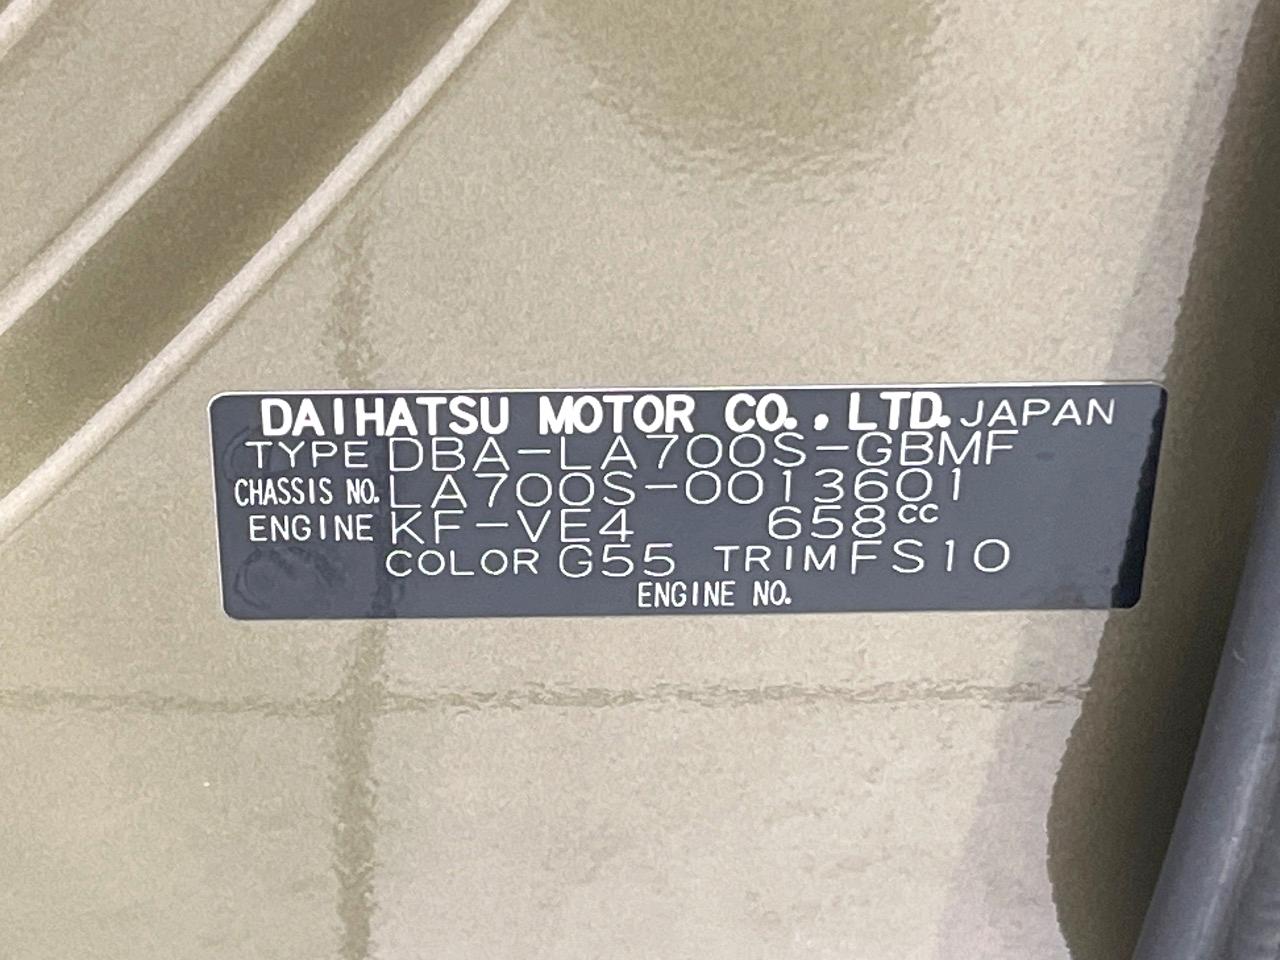 DAIHATSU MOTOR CO., LTD. JAPAN
TYPE DBA-LA700S-GBMF
CHASSIS NO. LA700S-0013601
ENGINE KF-VE4 658cc
COLOR G55 TRIM FS10
ENGINE NO.